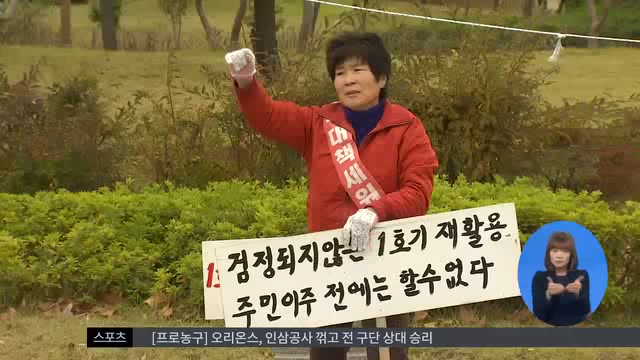 대책세워
검정되지않은 1호기 재활용
주민이주 전에는 할수없다
스포츠 [프로농구] 오리온스, 인삼공사 꺾고 전 구단 상대 승리